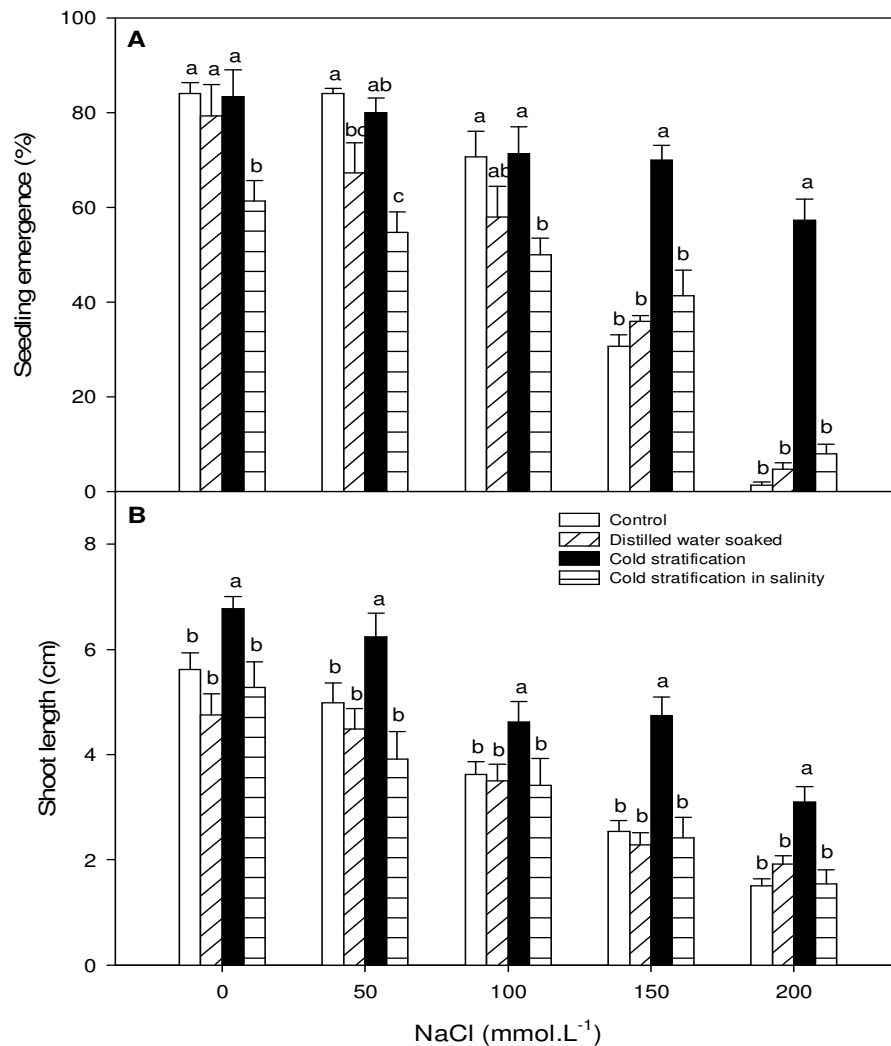 A
100
80
60
40
20
0
Seedling emergence (%)
a a a b
a bc ab c
a ab a b
b b a b
b b a b
B
Control
Distilled water soaked
Cold stratification
Cold stratification in salinity
8
6
4
2
0
Shoot length (cm)
b b a b
b b a b
b b a b
b b a b
b b a b
0 50 100 150 200
NaCl (mmol.L⁻¹)